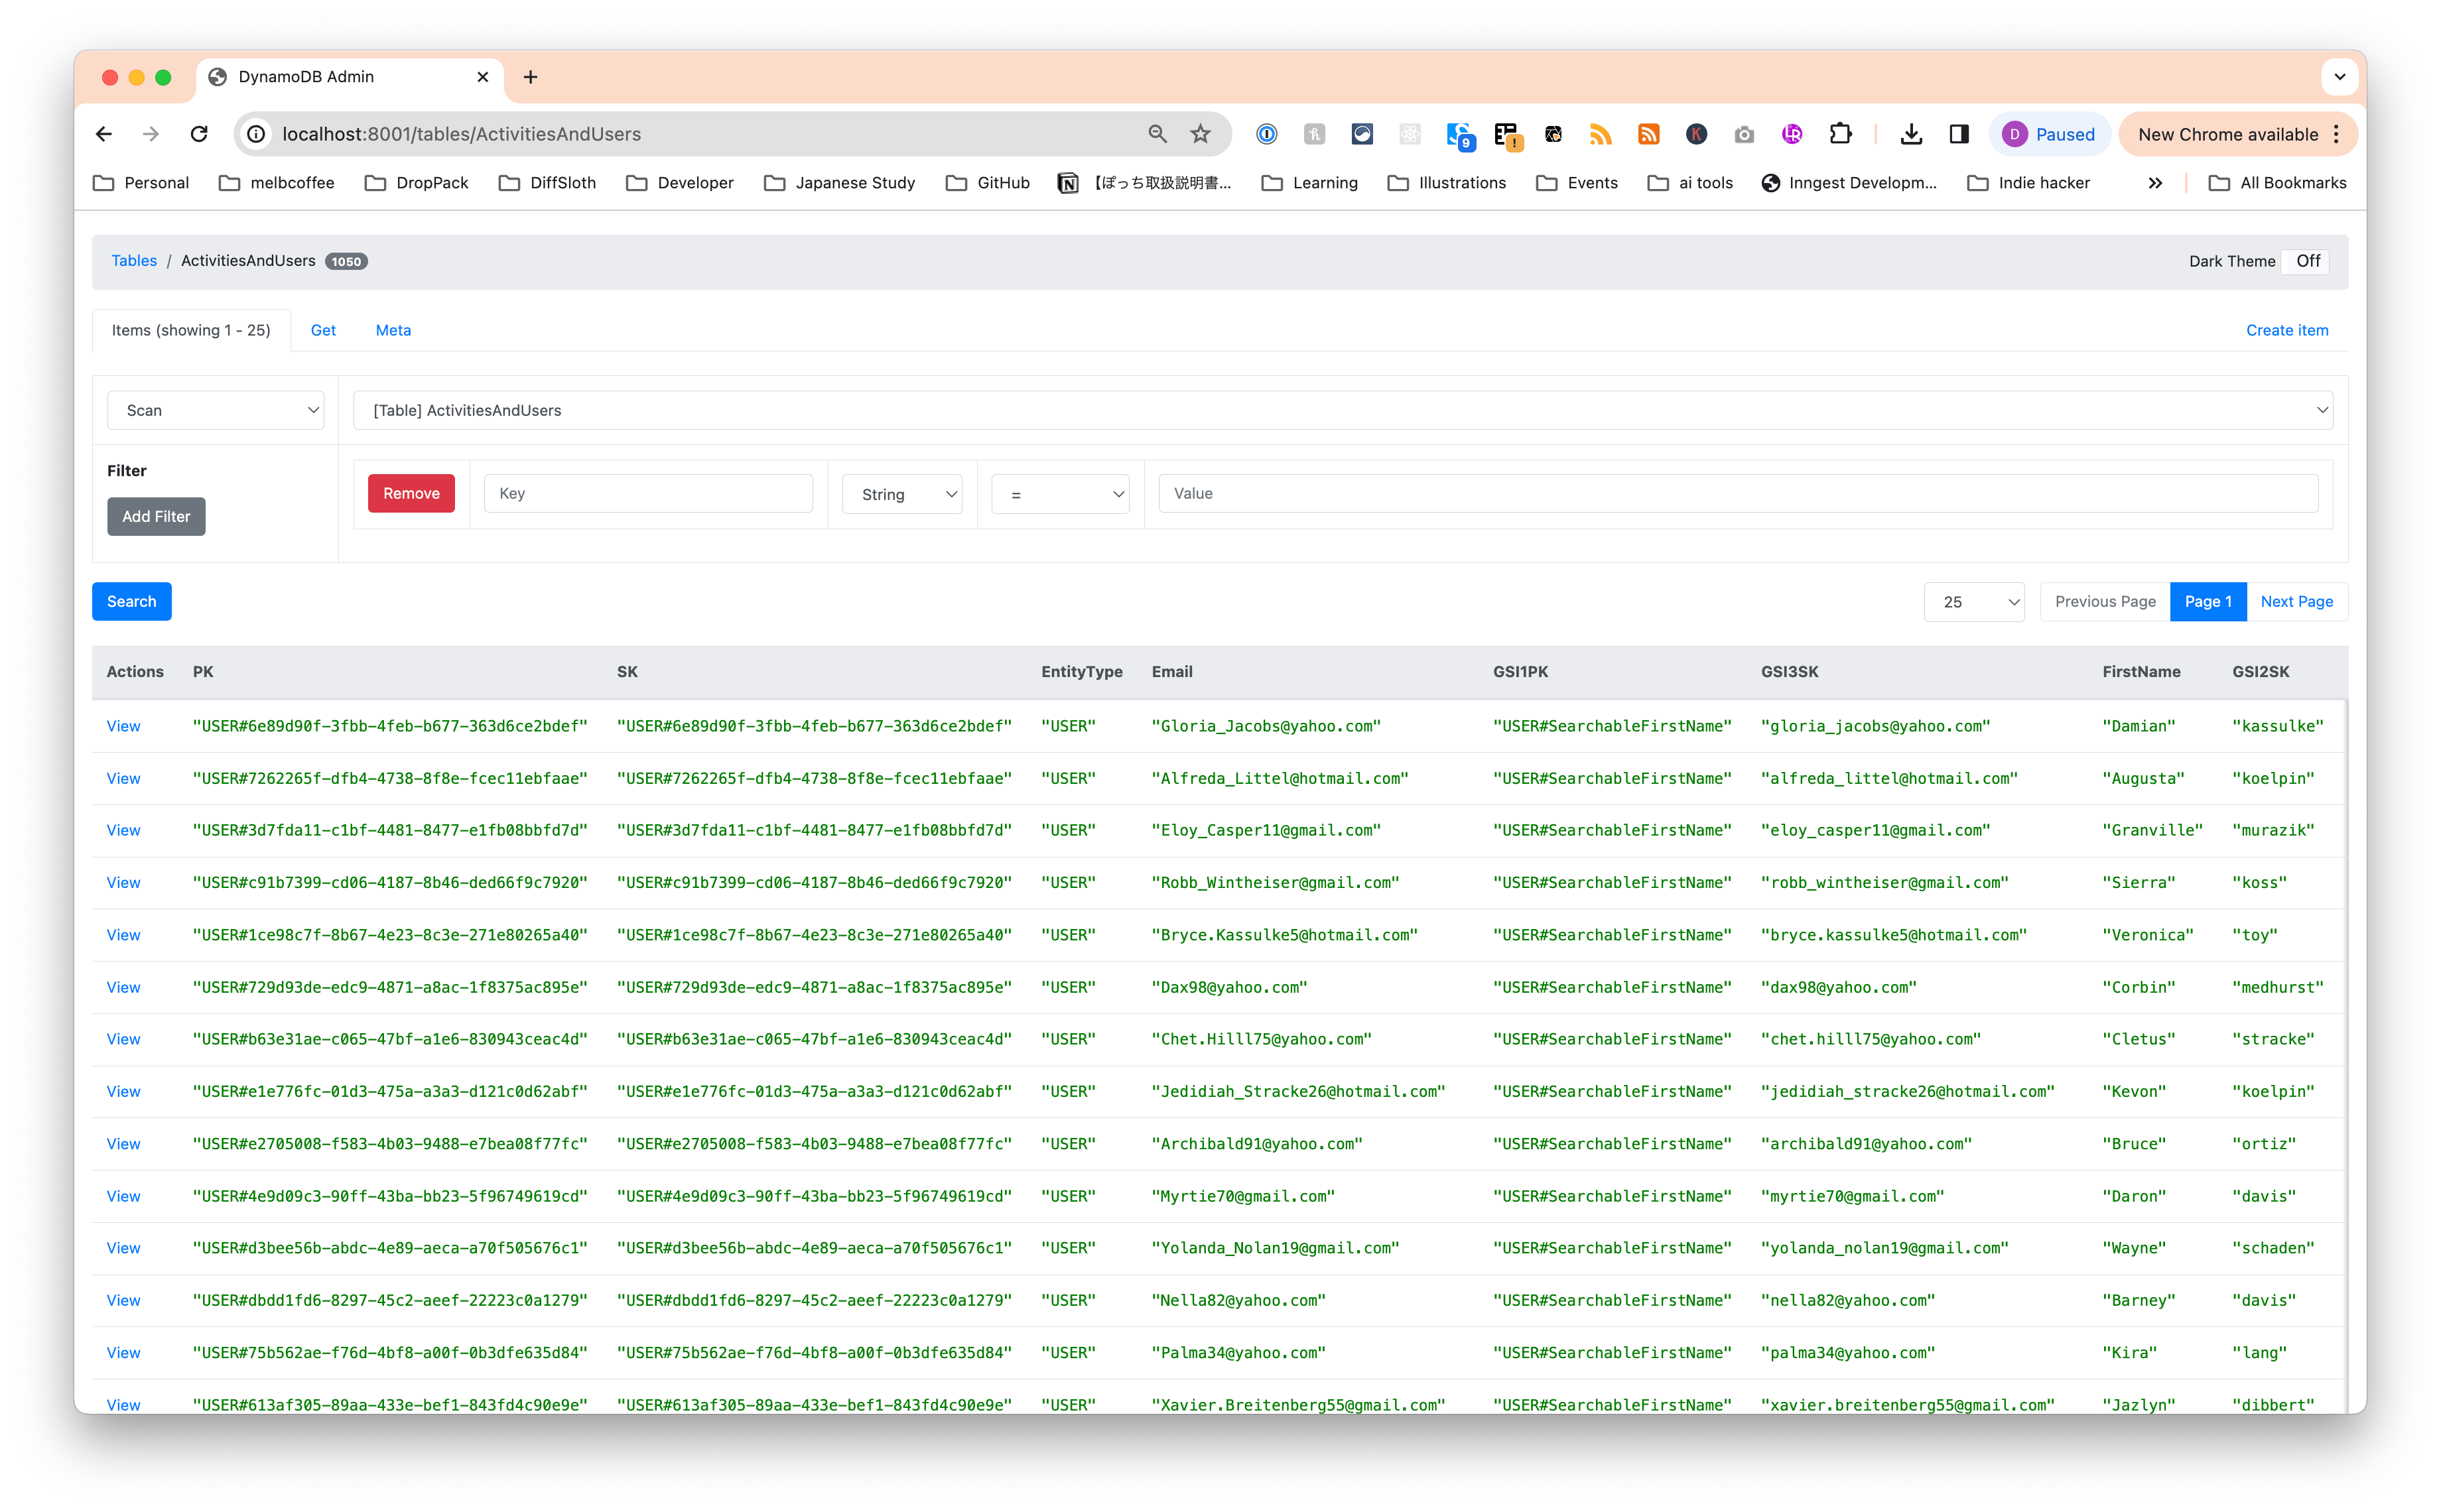 DynamoDB Admin
localhost:8001/tables/ActivitiesAndUsers 9 ! D Paused New Chrome available
Personal melbcoffee DropPack DiffSloth Developer Japanese Study GitHub 【ぼっち取扱説明書... Learning Illustrations Events ai tools Inngest Developm... Indie hacker » All Bookmarks
Tables / ActivitiesAndUsers 1050 Dark Theme Off
Items (showing 1 - 25) Get Meta Create item
Scan [Table] ActivitiesAndUsers
Filter
Add Filter Remove Key String = Value
Search 25 Previous Page Page 1 Next Page
Actions PK SK EntityType Email GSI1PK GSI3SK FirstName GSI2SK
View "USER#6e89d90f-3fbb-4feb-b677-363d6ce2bdef" "USER#6e89d90f-3fbb-4feb-b677-363d6ce2bdef" "USER" "Gloria_Jacobs@yahoo.com" "USER#SearchableFirstName" "gloria_jacobs@yahoo.com" "Damian" "kassulke"
View "USER#7262265f-dfb4-4738-8f8e-fcec11ebfaae" "USER#7262265f-dfb4-4738-8f8e-fcec11ebfaae" "USER" "Alfreda_Littel@hotmail.com" "USER#SearchableFirstName" "alfreda_littel@hotmail.com" "Augusta" "koelpin"
View "USER#3d7fda11-c1bf-4481-8477-e1fb08bbfd7d" "USER#3d7fda11-c1bf-4481-8477-e1fb08bbfd7d" "USER" "Eloy_Casper11@gmail.com" "USER#SearchableFirstName" "eloy_casper11@gmail.com" "Granville" "murazik"
View "USER#c91b7399-cd06-4187-8b46-ded66f9c7920" "USER#c91b7399-cd06-4187-8b46-ded66f9c7920" "USER" "Robb_Wintheiser@gmail.com" "USER#SearchableFirstName" "robb_wintheiser@gmail.com" "Sierra" "koss"
View "USER#1ce98c7f-8b67-4e23-8c3e-271e80265a40" "USER#1ce98c7f-8b67-4e23-8c3e-271e80265a40" "USER" "Bryce.Kassulke5@hotmail.com" "USER#SearchableFirstName" "bryce.kassulke5@hotmail.com" "Veronica" "toy"
View "USER#729d93de-edc9-4871-a8ac-1f8375ac895e" "USER#729d93de-edc9-4871-a8ac-1f8375ac895e" "USER" "Dax98@yahoo.com" "USER#SearchableFirstName" "dax98@yahoo.com" "Corbin" "medhurst"
View "USER#b63e31ae-c065-47bf-a1e6-830943ceac4d" "USER#b63e31ae-c065-47bf-a1e6-830943ceac4d" "USER" "Chet.Hilll75@yahoo.com" "USER#SearchableFirstName" "chet.hilll75@yahoo.com" "Cletus" "stracke"
View "USER#e1e776fc-01d3-475a-a3a3-d121c0d62abf" "USER#e1e776fc-01d3-475a-a3a3-d121c0d62abf" "USER" "Jedidiah_Stracke26@hotmail.com" "USER#SearchableFirstName" "jedidiah_stracke26@hotmail.com" "Kevon" "koelpin"
View "USER#e2705008-f583-4b03-9488-e7bea08f77fc" "USER#e2705008-f583-4b03-9488-e7bea08f77fc" "USER" "Archibald91@yahoo.com" "USER#SearchableFirstName" "archibald91@yahoo.com" "Bruce" "ortiz"
View "USER#4e9d09c3-90ff-43ba-bb23-5f96749619cd" "USER#4e9d09c3-90ff-43ba-bb23-5f96749619cd" "USER" "Myrtie70@gmail.com" "USER#SearchableFirstName" "myrtie70@gmail.com" "Daron" "davis"
View "USER#d3bee56b-abdc-4e89-aeca-a70f505676c1" "USER#d3bee56b-abdc-4e89-aeca-a70f505676c1" "USER" "Yolanda_Nolan19@gmail.com" "USER#SearchableFirstName" "yolanda_nolan19@gmail.com" "Wayne" "schaden"
View "USER#dbdd1fd6-8297-45c2-aeef-22223c0a1279" "USER#dbdd1fd6-8297-45c2-aeef-22223c0a1279" "USER" "Nella82@yahoo.com" "USER#SearchableFirstName" "nella82@yahoo.com" "Barney" "davis"
View "USER#75b562ae-f76d-4bf8-a00f-0b3dfe635d84" "USER#75b562ae-f76d-4bf8-a00f-0b3dfe635d84" "USER" "Palma34@yahoo.com" "USER#SearchableFirstName" "palma34@yahoo.com" "Kira" "lang"
View "USER#613af305-89aa-433e-bef1-843fd4c90e9e" "USER#613af305-89aa-433e-bef1-843fd4c90e9e" "USER" "Xavier.Breitenberg55@gmail.com" "USER#SearchableFirstName" "xavier.breitenberg55@gmail.com" "Jazlyn" "dibbert"